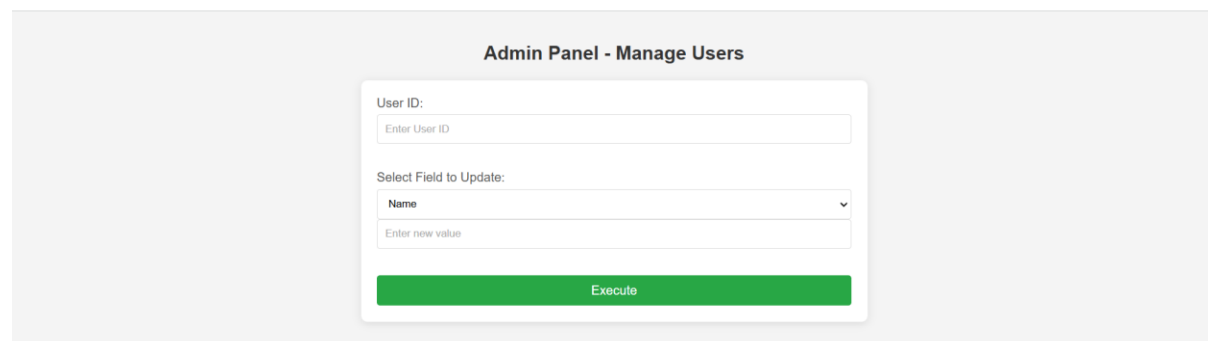 Admin Panel - Manage Users
User ID:
Enter User ID
Select Field to Update:
Name
Enter new value
Execute